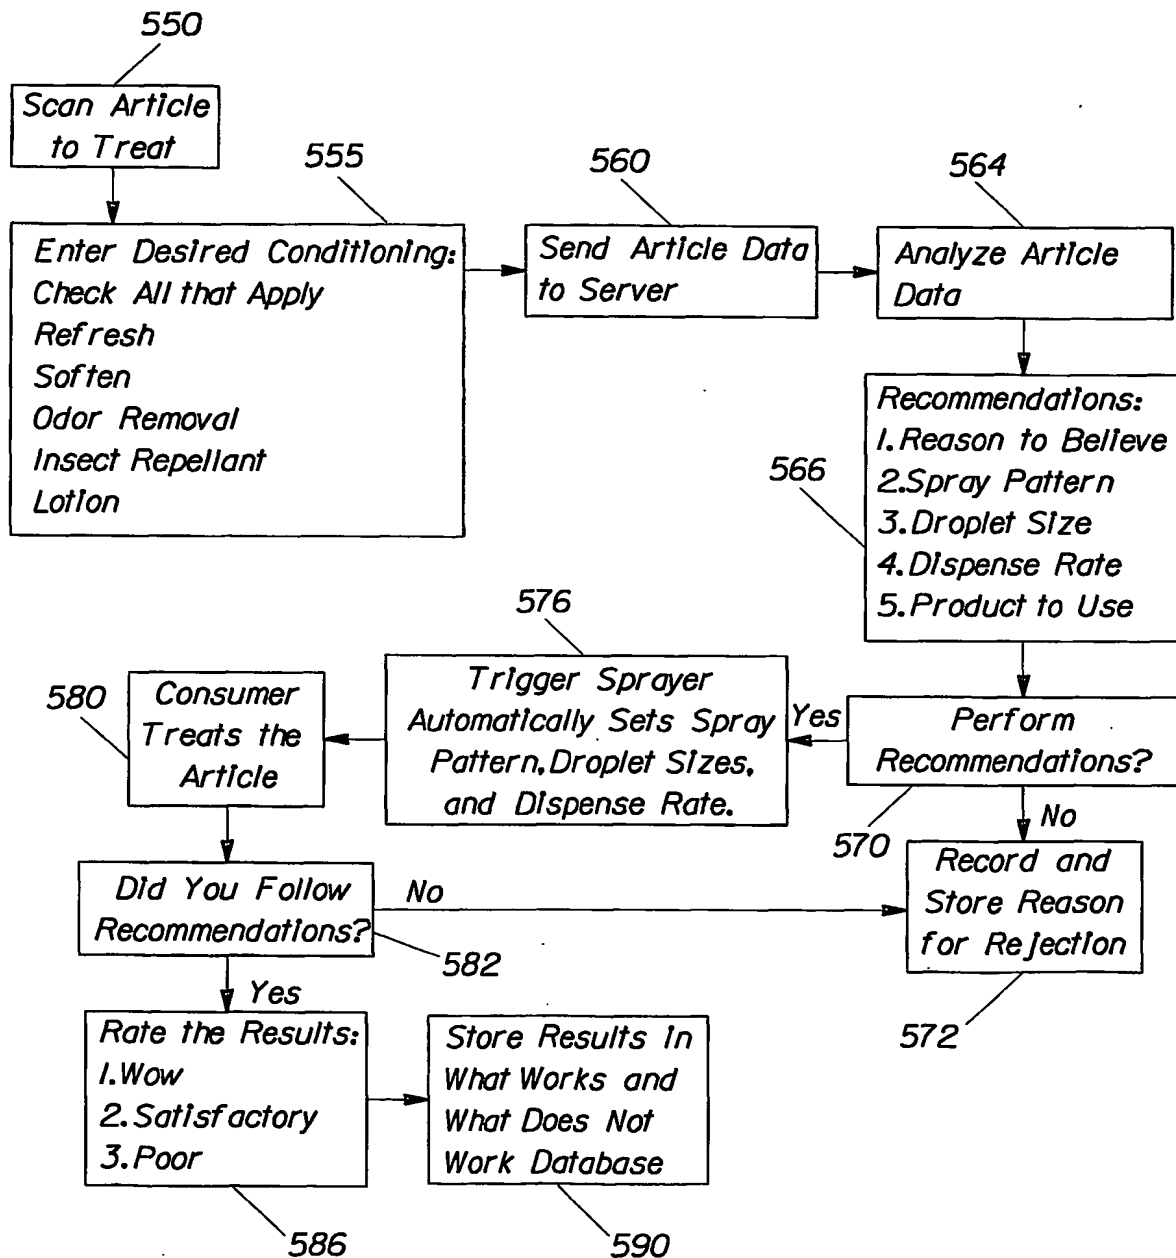 550
Scan Article
to Treat
555
Enter Desired Conditioning:
Check All that Apply
Refresh
Soften
Odor Removal
Insect Repellant
Lotion
560
Send Article Data
to Server
564
Analyze Article
Data
566
Recommendations:
1. Reason to Believe
2. Spray Pattern
3. Droplet Size
4. Dispense Rate
5. Product to Use
570
Perform
Recommendations?
Yes
No
576
Trigger Sprayer
Automatically Sets Spray
Pattern, Droplet Sizes,
and Dispense Rate.
580
Consumer
Treats the
Article
Did You Follow
Recommendations?
582
No
Yes
Record and
Store Reason
for Rejection
572
Rate the Results:
1. Wow
2. Satisfactory
3. Poor
586
Store Results in
What Works and
What Does Not
Work Database
590